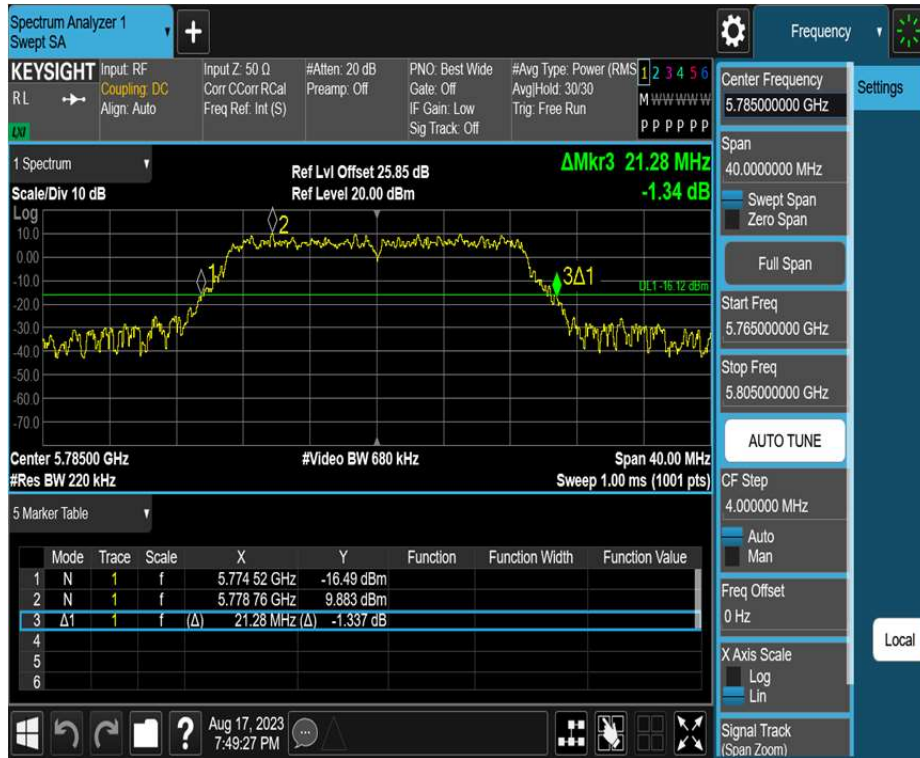 Spectrum Analyzer 1
Swept SA
+
Frequency
KEYSIGHT
RL
LXI
Input: RF
Coupling: DC
Align: Auto
Input Z: 50 Ω
Corr CCorr RCal
Freq Ref: Int (S)
#Atten: 20 dB
Preamp: Off
PNO: Best Wide
Gate: Off
IF Gain: Low
Sig Track: Off
#Avg Type: Power (RMS
Avg|Hold: 30/30
Trig: Free Run
1 2 3 4 5 6
M W W W W W
P P P P P P
1 Spectrum
Scale/Div 10 dB
Ref Lvl Offset 25.85 dB
Ref Level 20.00 dBm
ΔMkr3 21.28 MHz
-1.34 dB
Log
10.0
0.00
-10.0
-20.0
-30.0
-40.0
-50.0
-60.0
-70.0
2
1
3Δ1
DL1 -16.12 dBm
Center 5.78500 GHz
#Video BW 680 kHz
Span 40.00 MHz
#Res BW 220 kHz
Sweep 1.00 ms (1001 pts)
5 Marker Table
Mode Trace Scale X Y Function Function Width Function Value
1 N 1 f 5.774 52 GHz -16.49 dBm
2 N 1 f 5.778 76 GHz 9.883 dBm
3 Δ1 1 f (Δ) 21.28 MHz (Δ) -1.337 dB
4
5
6
?
Aug 17, 2023
7:49:27 PM
Center Frequency
5.785000000 GHz
Span
40.0000000 MHz
Swept Span
Zero Span
Full Span
Start Freq
5.765000000 GHz
Stop Freq
5.805000000 GHz
AUTO TUNE
CF Step
4.000000 MHz
Auto
Man
Freq Offset
0 Hz
X Axis Scale
Log
Lin
Signal Track
(Span Zoom)
Settings
Local